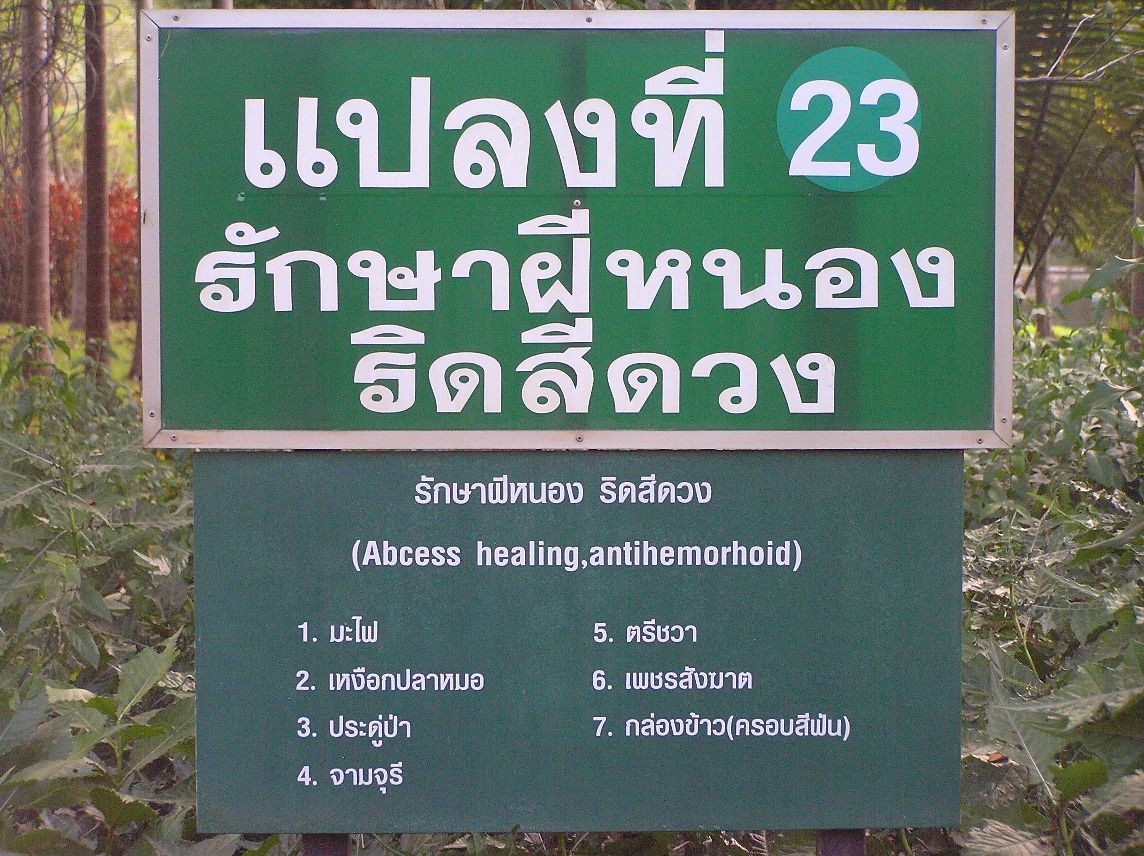 แปลงที่ 23
รักษาฝีหนอง
ริดสีดวง
รักษาฝีหนอง ริดสีดวง
(Abcess healing,antihemorhoid)
1. มะไฟ
2. เหงือกปลาหมอ
3. ประดู่ป่า
4. จามจุรี
5. ตรีชวา
6. เพชรสังฆาต
7. กล่องข้าว(ครอบสีฟัน)